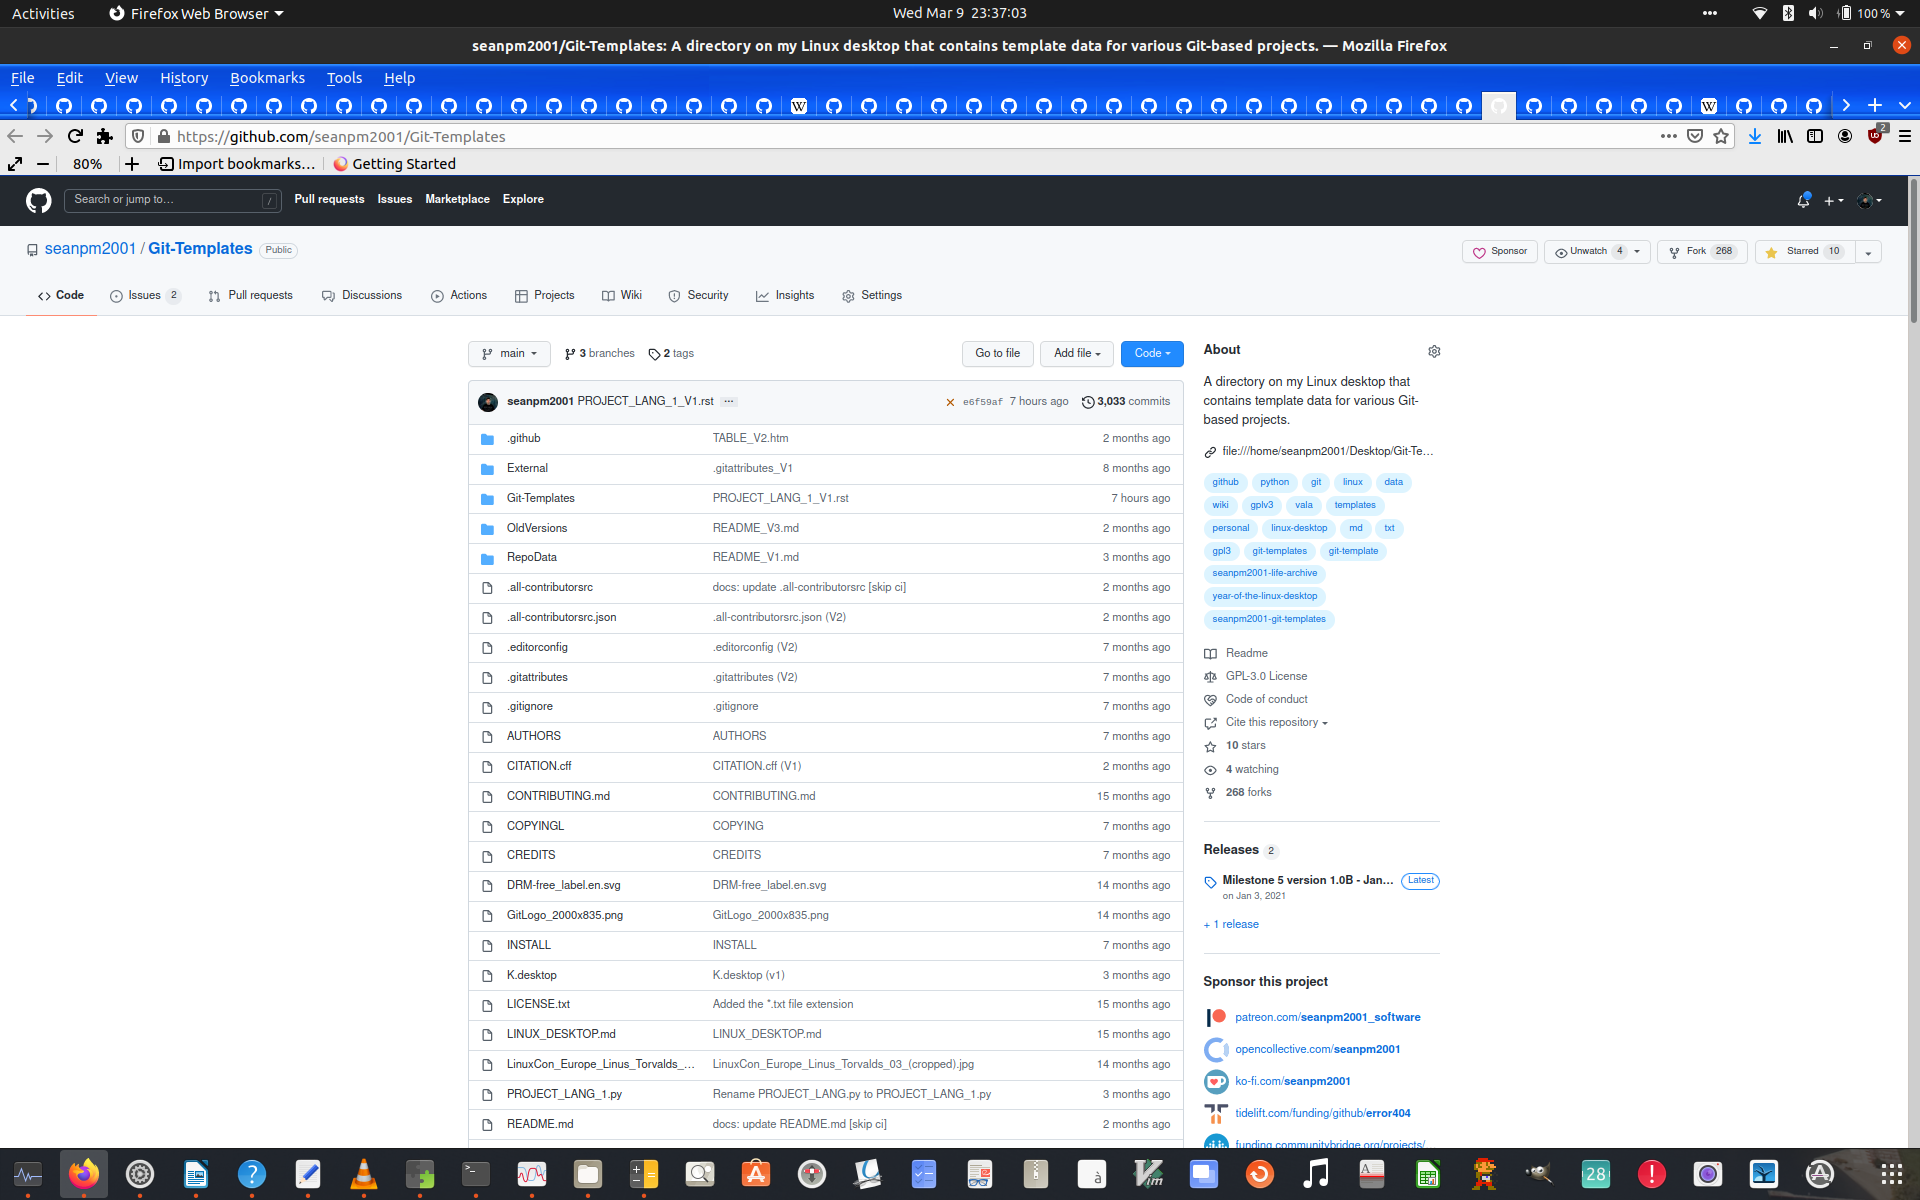 Activities
Firefox Web Browser
Wed Mar 9 23:37:03
100 %
seanpm2001/Git-Templates: A directory on my Linux desktop that contains template data for various Git-based projects. — Mozilla Firefox
File Edit View History Bookmarks Tools Help
https://github.com/seanpm2001/Git-Templates
2
80%
Import bookmarks...
Getting Started
Search or jump to...
/
Pull requests Issues Marketplace Explore
seanpm2001 / Git-Templates Public
Sponsor
Unwatch 4
Fork 268
Starred 10
Code
Issues 2
Pull requests
Discussions
Actions
Projects
Wiki
Security
Insights
Settings
main
3 branches
2 tags
Go to file
Add file
Code
seanpm2001 PROJECT_LANG_1_V1.rst ...
e6f59af 7 hours ago
3,033 commits
.github TABLE_V2.htm 2 months ago
External .gitattributes_V1 8 months ago
Git-Templates PROJECT_LANG_1_V1.rst 7 hours ago
OldVersions README_V3.md 2 months ago
RepoData README_V1.md 3 months ago
.all-contributorsrc docs: update .all-contributorsrc [skip ci] 2 months ago
.all-contributorsrc.json .all-contributorsrc.json (V2) 2 months ago
.editorconfig .editorconfig (V2) 7 months ago
.gitattributes .gitattributes (V2) 7 months ago
.gitignore .gitignore 7 months ago
AUTHORS AUTHORS 7 months ago
CITATION.cff CITATION.cff (V1) 2 months ago
CONTRIBUTING.md CONTRIBUTING.md 15 months ago
COPYINGL COPYING 7 months ago
CREDITS CREDITS 7 months ago
DRM-free_label.en.svg DRM-free_label.en.svg 14 months ago
GitLogo_2000x835.png GitLogo_2000x835.png 14 months ago
INSTALL INSTALL 7 months ago
K.desktop K.desktop (v1) 3 months ago
LICENSE.txt Added the *.txt file extension 15 months ago
LINUX_DESKTOP.md LINUX_DESKTOP.md 15 months ago
LinuxCon_Europe_Linus_Torvalds_... LinuxCon_Europe_Linus_Torvalds_03_(cropped).jpg 14 months ago
PROJECT_LANG_1.py Rename PROJECT_LANG.py to PROJECT_LANG_1.py 3 months ago
README.md docs: update README.md [skip ci] 2 months ago
About
A directory on my Linux desktop that
contains template data for various Git-
based projects.
file:///home/seanpm2001/Desktop/Git-Te...
github python git linux data
wiki gplv3 vala templates
personal linux-desktop md txt
gpl3 git-templates git-template
seanpm2001-life-archive
year-of-the-linux-desktop
seanpm2001-git-templates
Readme
GPL-3.0 License
Code of conduct
Cite this repository
10 stars
4 watching
268 forks
Releases 2
Milestone 5 version 1.0B - Jan... Latest
on Jan 3, 2021
+ 1 release
Sponsor this project
patreon.com/seanpm2001_software
opencollective.com/seanpm2001
ko-fi.com/seanpm2001
tidelift.com/funding/github/error404
funding.communitybridge.org/projects/
28